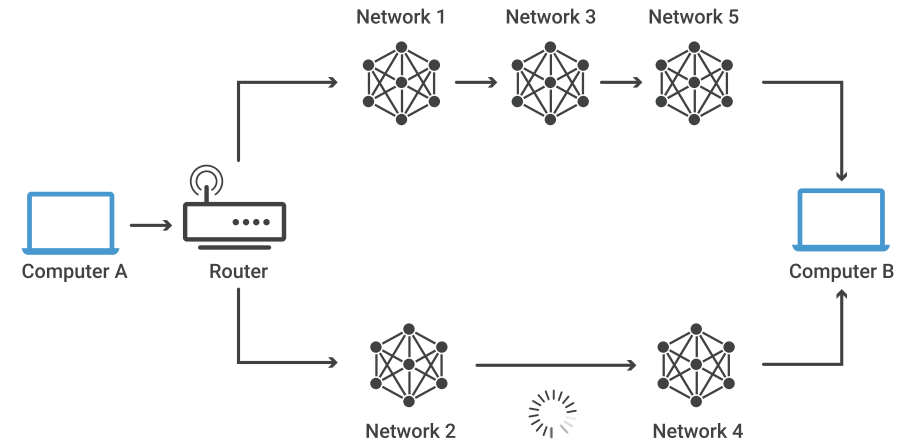 Network 1
Network 3
Network 5
Computer A
Router
Computer B
Network 2
Network 4